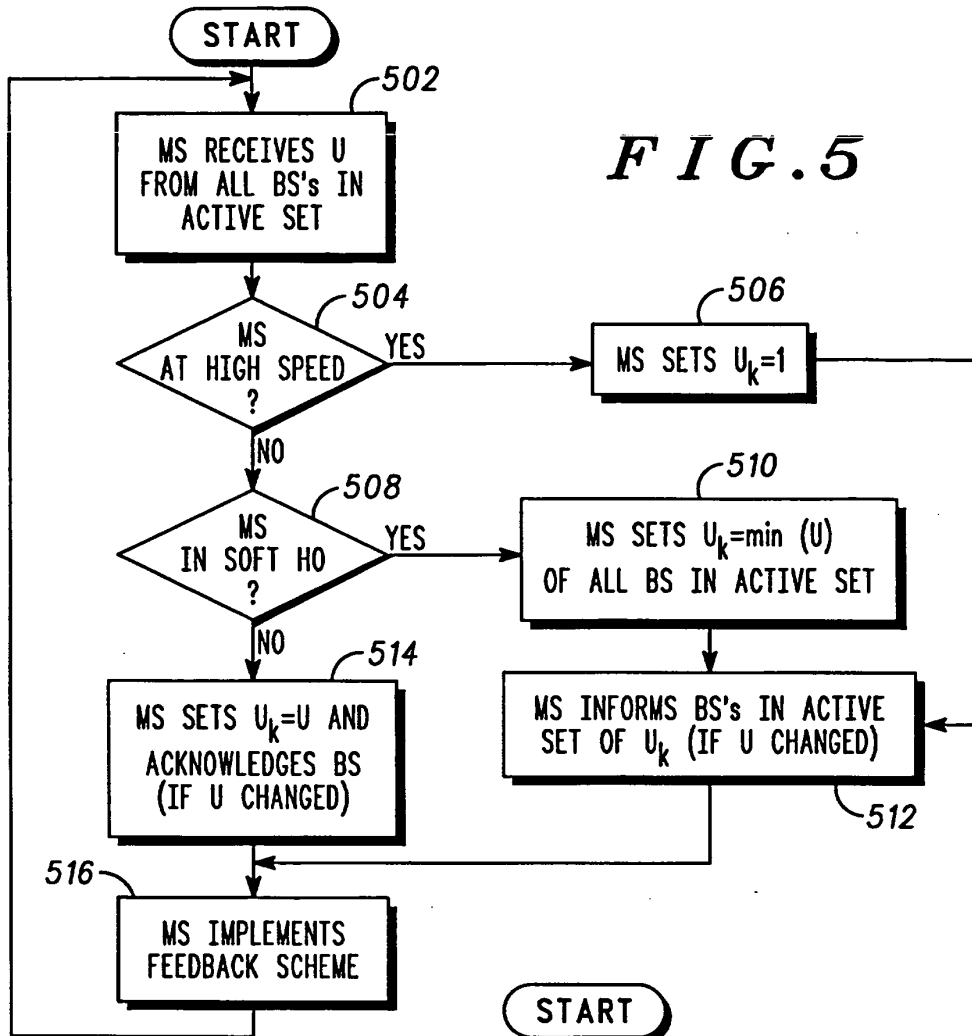 START
502
MS RECEIVES U
FROM ALL BS's IN
ACTIVE SET
FIG.5
504
MS
AT HIGH SPEED
?
YES
NO
506
MS SETS Uk=1
508
MS
IN SOFT HO
?
YES
NO
510
MS SETS Uk=min (U)
OF ALL BS IN ACTIVE SET
514
MS SETS Uk=U AND
ACKNOWLEDGES BS
(IF U CHANGED)
MS INFORMS BS's IN ACTIVE
SET OF Uk (IF U CHANGED)
512
516
MS IMPLEMENTS
FEEDBACK SCHEME
START